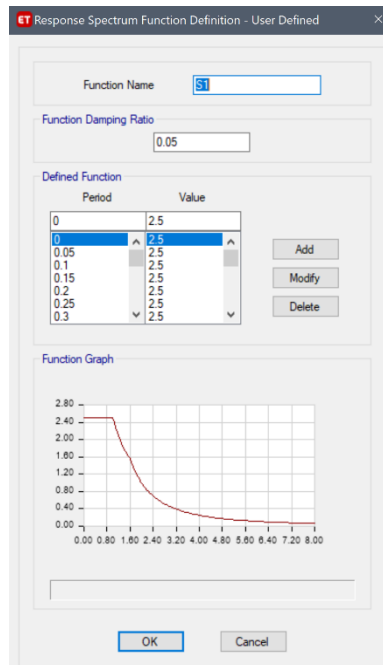 ET Response Spectrum Function Definition - User Defined
Function Name
S1
Function Damping Ratio
0.05
Defined Function
Period Value
0 2.5
0 2.5
0.05 2.5
0.1 2.5
0.15 2.5
0.2 2.5
0.25 2.5
0.3 2.5
Add
Modify
Delete
Function Graph
2.80
2.40
2.00
1.60
1.20
0.80
0.40
0.00
0.00 0.80 1.60 2.40 3.20 4.00 4.80 5.60 6.40 7.20 8.00
OK Cancel